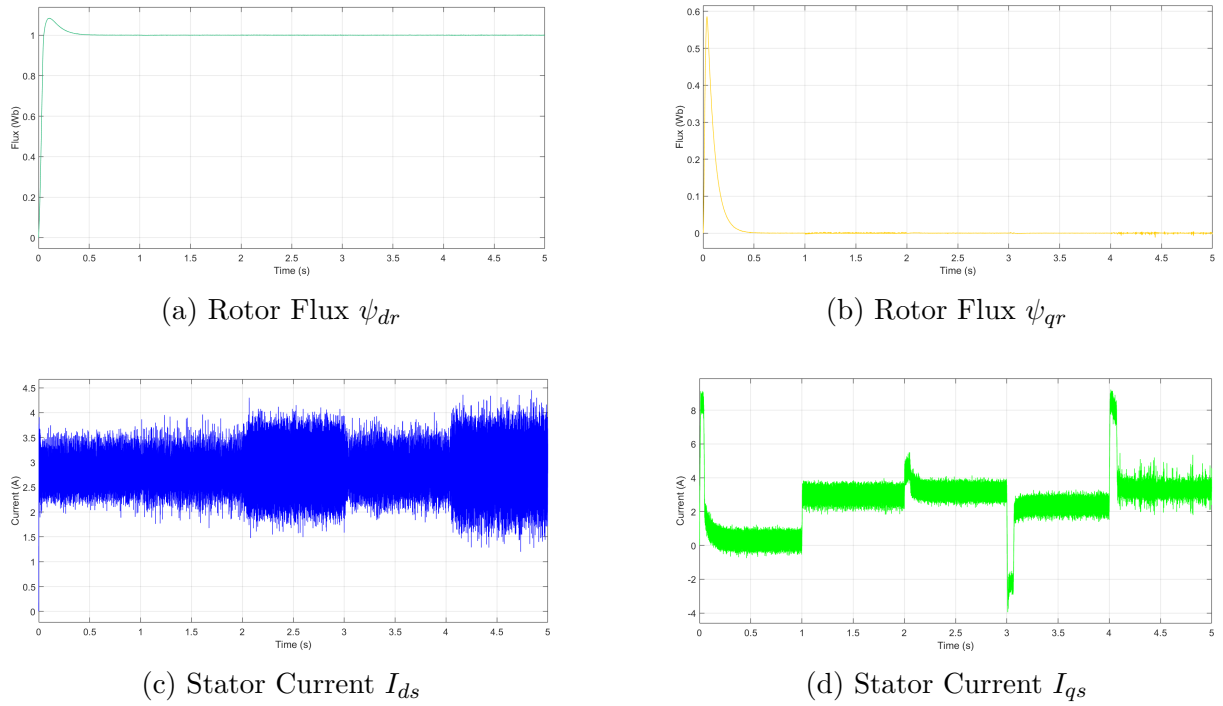 1
0.8
0.6
0.4
0.2
0
Flux (Wb)
0 0.5 1 1.5 2 2.5 3 3.5 4 4.5 5
Time (s)
(a) Rotor Flux ψdr
0.6
0.5
0.4
0.3
0.2
0.1
0
Flux (Wb)
0 0.5 1 1.5 2 2.5 3 3.5 4 4.5 5
Time (s)
(b) Rotor Flux ψqr
4.5
4
3.5
3
2.5
2
1.5
1
0.5
0
Current (A)
0 0.5 1 1.5 2 2.5 3 3.5 4 4.5 5
Time (s)
(c) Stator Current Ids
8
6
4
2
0
-2
-4
Current (A)
0 0.5 1 1.5 2 2.5 3 3.5 4 4.5 5
Time (s)
(d) Stator Current Iqs